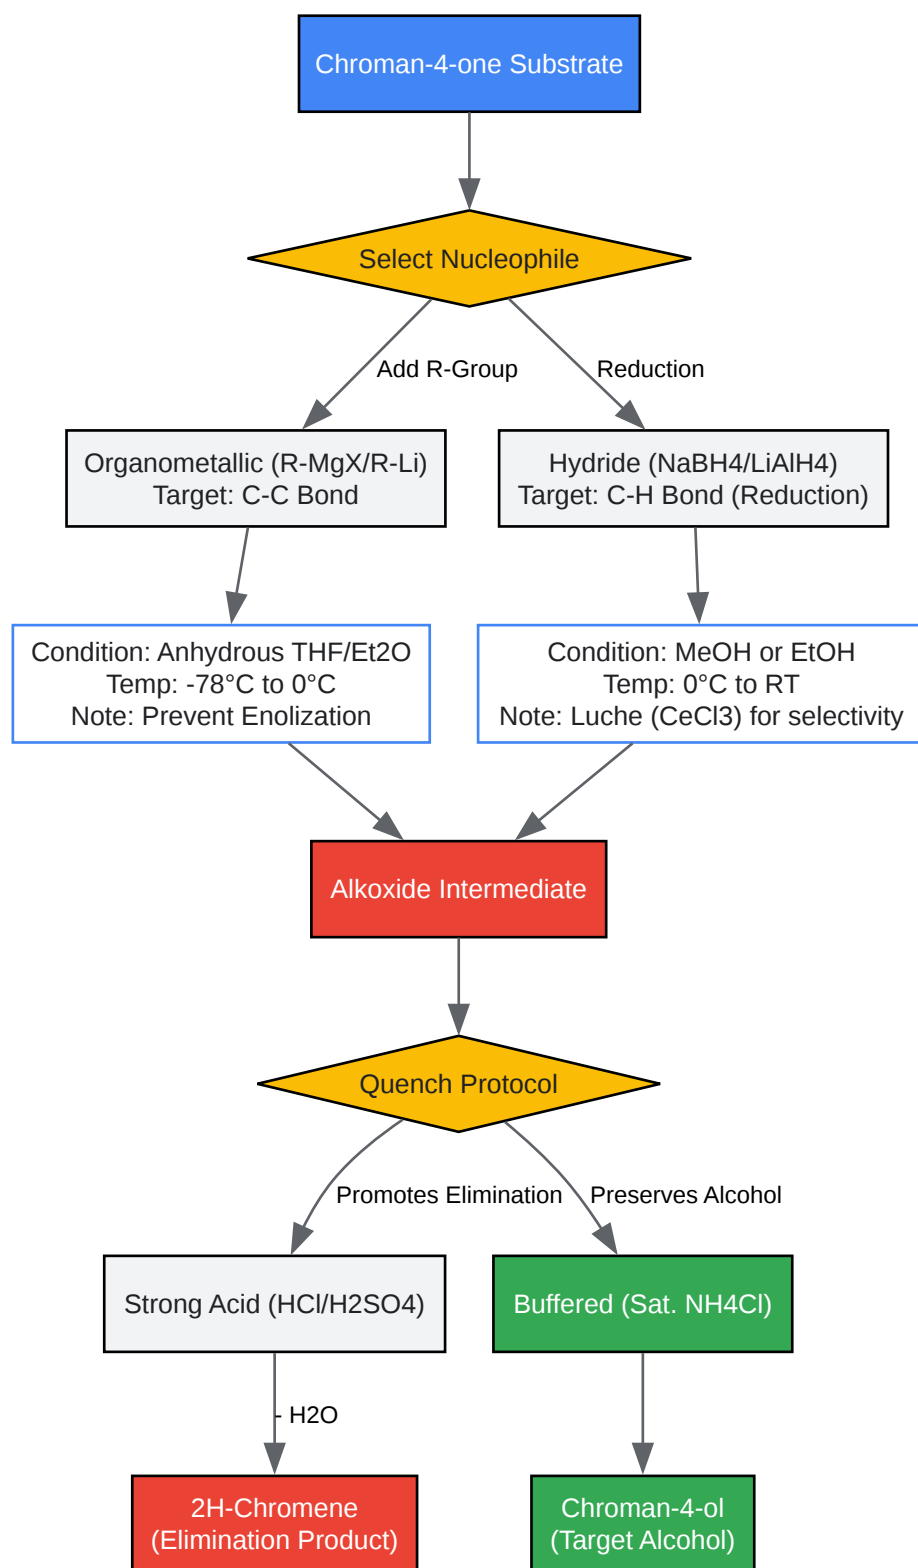 Chroman-4-one Substrate
Select Nucleophile
Add R-Group
Reduction
Organometallic (R-MgX/R-Li)
Target: C-C Bond
Hydride (NaBH4/LiAlH4)
Target: C-H Bond (Reduction)
Condition: Anhydrous THF/Et2O
Temp: -78°C to 0°C
Note: Prevent Enolization
Condition: MeOH or EtOH
Temp: 0°C to RT
Note: Luche (CeCl3) for selectivity
Alkoxide Intermediate
Quench Protocol
Promotes Elimination
Preserves Alcohol
Strong Acid (HCl/H2SO4)
Buffered (Sat. NH4Cl)
- H2O
2H-Chromene
(Elimination Product)
Chroman-4-ol
(Target Alcohol)